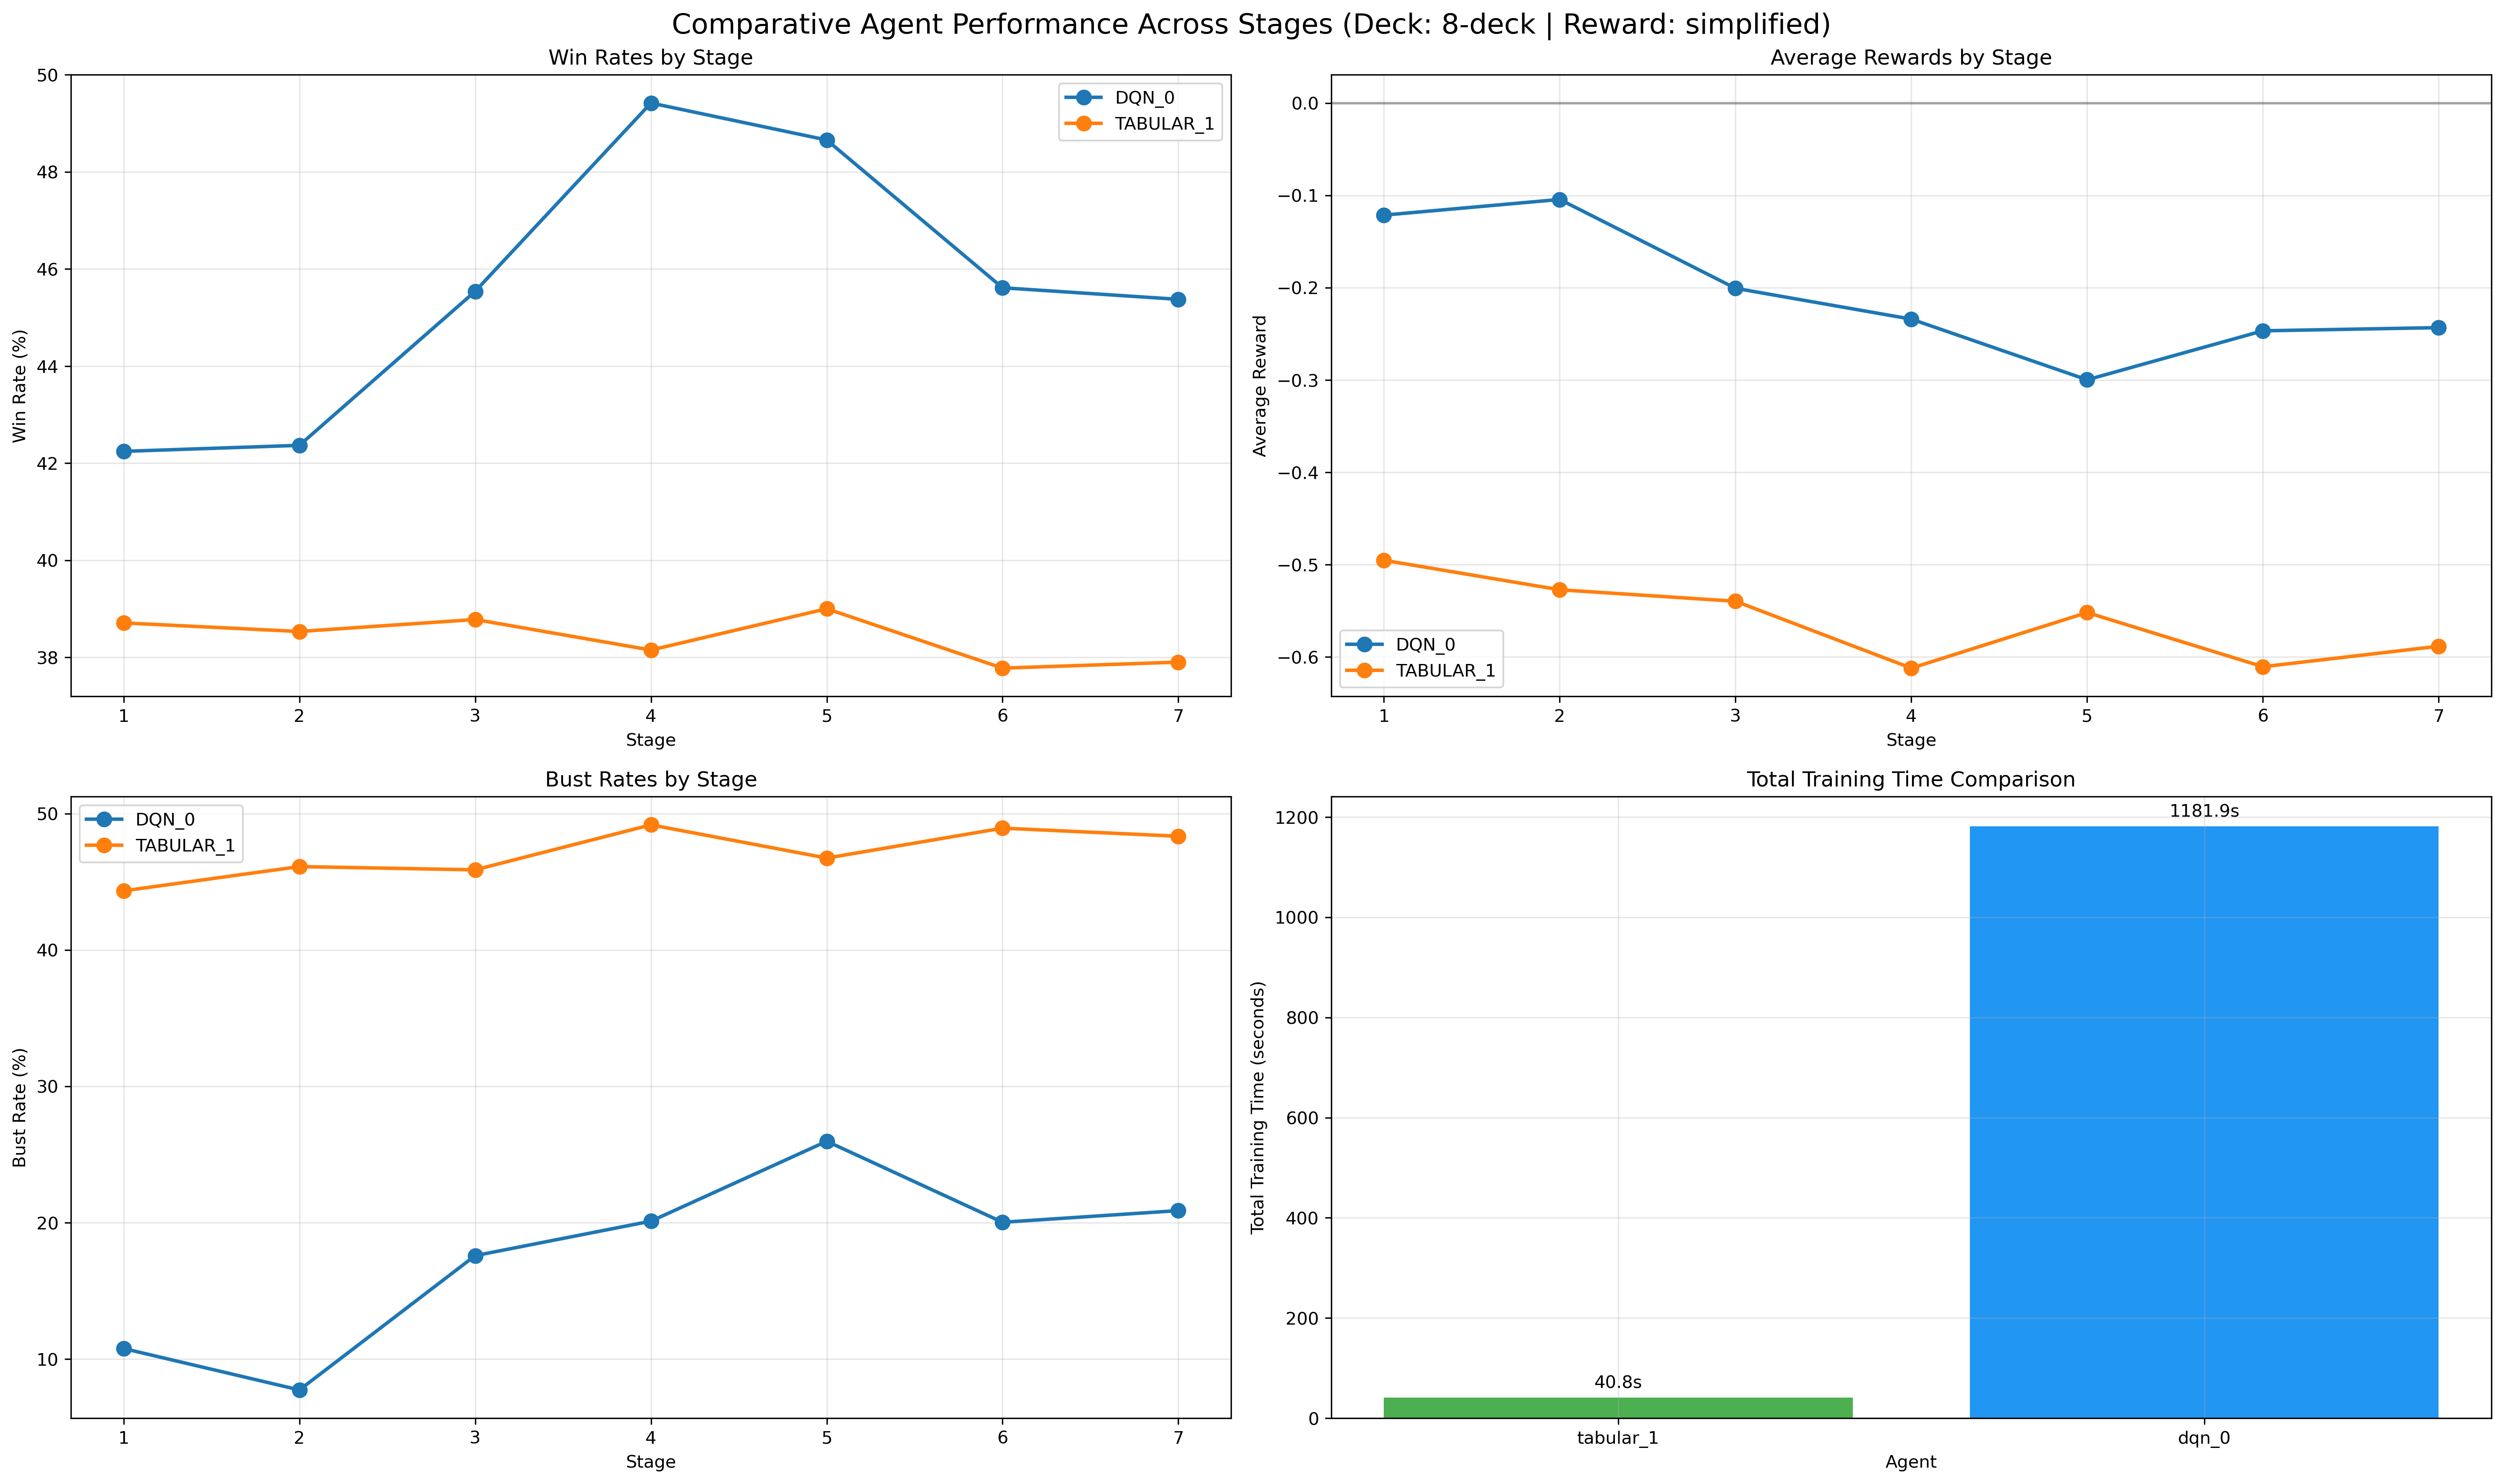 Comparative Agent Performance Across Stages (Deck: 8-deck | Reward: simplified)
Win Rates by Stage
Win Rate (%)
50
48
46
44
42
40
38
DQN_0
TABULAR_1
1 2 3 4 5 6 7
Stage
Average Rewards by Stage
Average Reward
0.0
−0.1
−0.2
−0.3
−0.4
−0.5
−0.6
DQN_0
TABULAR_1
1 2 3 4 5 6 7
Stage
Bust Rates by Stage
Bust Rate (%)
50
40
30
20
10
DQN_0
TABULAR_1
1 2 3 4 5 6 7
Stage
Total Training Time Comparison
Total Training Time (seconds)
1200
1000
800
600
400
200
0
1181.9s
40.8s
tabular_1 dqn_0
Agent